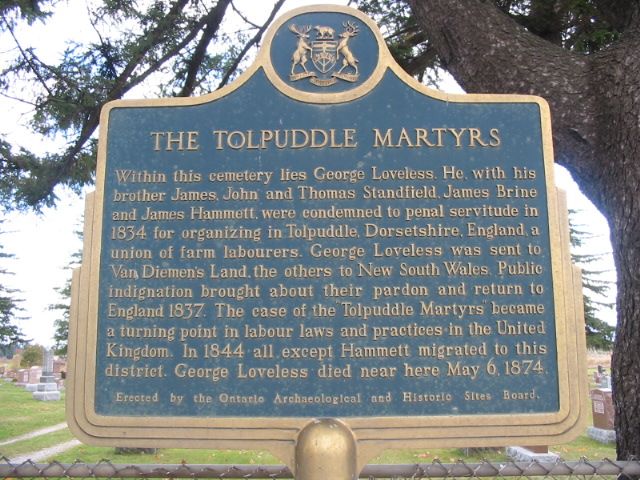 THE TOLPUDDLE MARTYRS
Within this cemetery lies George Loveless. He, with his
brother James, John and Thomas Standfield, James Brine
and James Hammett, were condemned to penal servitude in
1834 for organizing in Tolpuddle, Dorsetshire, England, a
union of farm labourers. George Loveless was sent to
Van Diemen's Land, the others to New South Wales. Public
indignation brought about their pardon and return to
England 1837. The case of the "Tolpuddle Martyrs" became
a turning point in labour laws and practices in the United
Kingdom. In 1844 all except Hammett migrated to this
district. George Loveless died near here May 6, 1874.
Erected by the Ontario Archaeological and Historic Sites Board.